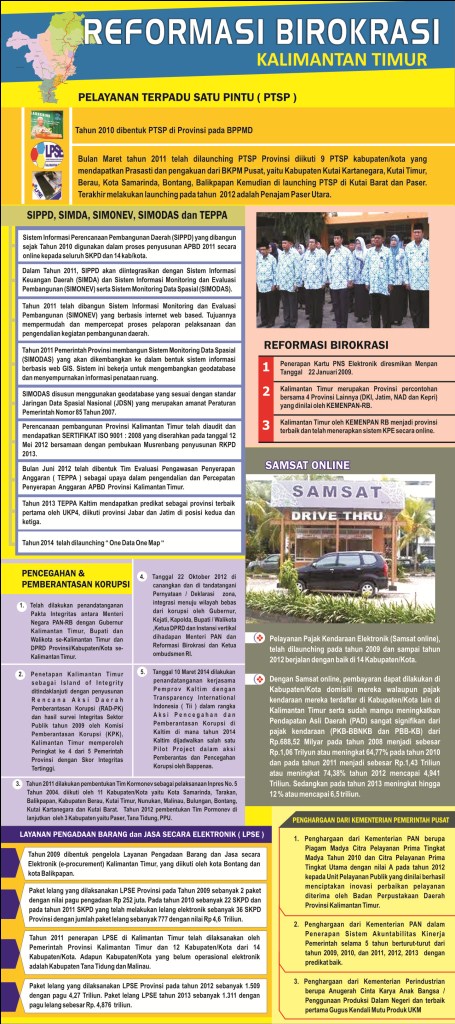 REFORMASI BIROKRASI
KALIMANTAN TIMUR
PELAYANAN TERPADU SATU PINTU ( PTSP )
LPSE
Tahun 2010 dibentuk PTSP di Provinsi pada BPPMD
Bulan Maret tahun 2011 telah dilaunching PTSP Provinsi diikuti 9 PTSP kabupaten/kota yang
mendapatkan Prasasti dan pengakuan dari BKPM Pusat, yaitu Kabupaten Kutai Kartanegara, Kutai Timur,
Berau, Kota Samarinda, Bontang, Balikpapan Kemudian di launching PTSP di Kutai Barat dan Paser.
Terakhir melakukan launching pada tahun 2012 adalah Penajam Paser Utara.
SIPPD, SIMDA, SIMONEV, SIMODAS dan TEPPA
Sistem Informasi Perencanaan Pembangunan Daerah (SIPPD) yang dibangun
sejak Tahun 2010 digunakan dalam proses penyusunan APBD 2011 secara
online kepada seluruh SKPD dan 14 kab/kota.
Dalam Tahun 2011, SIPPD akan diintegrasikan dengan Sistem Informasi
Keuangan Daerah (SIMDA) dan Sistem Informasi Monitoring dan Evaluasi
Pembangunan (SIMONEV) serta Sistem Monitoring Data Spasial (SIMODAS).
Tahun 2011 telah dibangun Sistem Informasi Monitoring dan Evaluasi
Pembangunan (SIMONEV) yang berbasis internet web based. Tujuannya
mempermudah dan mempercepat proses pelaporan pelaksanaan dan
pengendalian kegiatan pembangunan daerah.
Tahun 2011 Pemerintah Provinsi membangun Sistem Monitoring Data Spasial
(SIMODAS) yang akan dikembangkan ke dalam bentuk sistem informasi
berbasis web GIS. Sistem ini bekerja untuk mengembangkan geodatabase
dan menyempurnakan informasi penataan ruang.
SIMODAS disusun menggunakan geodatabase yang sesuai dengan standar
Jaringan Data Spasial Nasional (JDSN) yang merupakan amanat Peraturan
Pemerintah Nomor 85 Tahun 2007.
Perencanaan pembangunan Provinsi Kalimantan Timur telah diaudit dan
mendapatkan SERTIFIKAT ISO 9001 : 2008 yang diserahkan pada tanggal 12
Mei 2012 bersamaan dengan pembukaan Musrenbang penyusunan RKPD
2013.
Bulan Juni 2012 telah dibentuk Tim Evaluasi Pengawasan Penyerapan
Anggaran ( TEPPA ) sebagai upaya dalam pengendalian dan Percepatan
Penyerapan Anggaran APBD Provinsi Kalimantan Timur.
Tahun 2013 TEPPA Kaltim mendapatkan predikat sebagai provinsi terbaik
pertama oleh UKP4, diikuti provinsi Jabar dan Jatim di posisi kedua dan
ketiga.
Tahun 2014 telah dilounching " One Data One Map "
REFORMASI BIROKRASI
1 Penerapan Kartu PNS Elektronik diresmikan Menpan
Tanggal 22 Januari 2009.
2 Kalimantan Timur merupakan Provinsi percontohan
bersama 4 Provinsi Lainnya (DKI, Jatim, NAD dan Kepri)
yang dinilai oleh KEMENPAN-RB.
3 Kalimantan Timur oleh KEMENPAN RB menjadi provinsi
terbaik dan telah menerapkan sistem KPE secara online.
SAMSAT ONLINE
SAMSAT
DRIVE THRU
Pelayanan Pajak Kendaraan Elektronik (Samsat online),
telah dilaunching pada tahun 2009 dan sampai tahun
2012 berjalan dengan baik di 14 Kabupaten/Kota.
Dengan Samsat online, pembayaran dapat dilakukan di
Kabupaten/Kota domisili mereka walaupun pajak
kendaraan mereka terdaftar di Kabupaten/Kota lain di
Kalimantan Timur serta sudah mampu meningkatkan
Pendapatan Asli Daerah (PAD) sangat signifikan dari
pajak kendaraan (PKB-BBNKB dan PBB-KB) dari
Rp.688,52 Milyar pada tahun 2008 menjadi sebesar
Rp.1,06 Triyun atau meningkat 64,77% pada tahun 2010
dan pada tahun 2011 menjadi sebesar Rp.1,43 Triliun
atau meningkat 74,38% tahun 2012 mencapai 4,941
Triliun. Sedangkan pada tahun 2013 meningkat hingga
12 % atau mencapai 6,5 triliun.
PENCEGAHAN &
PEMBERANTASAN KORUPSI
1. Telah dilakukan penandatanganan
Pakta Integritas antara Menteri
Negara PAN-RB dengan Gubernur
Kalimantan Timur, Bupati dan
Walikota se-Kalimantan Timur dan
DPRD Provinsi/Kabupaten/Kota se-
Kalimantan Timur.
2. Penetapan Kalimantan Timur
sebagai Island of Integrity
ditindaklanjuti dengan penyusunan
Rencana Aksi Daerah
Pemberantasan Korupsi (RAD-PK)
dan hasil survei Integritas Sektor
Publik tahun 2009 oleh Komisi
Pemberantasan Korupsi (KPK),
Kalimantan Timur memperoleh
Peringkat ke 4 dari 5 Pemerintah
Provinsi dengan Skor Integritas
Tertinggi.
4. Tanggal 22 Oktober 2012 di
canangkan dan di tandatangani
Pernyataan / Deklarasi zona,
integrasi menuju wilayah bebas
dari korupsi oleh Gubernur,
Kejati, Kapolda, Bupati / Walikota
,Ketua DPRD dan Instansi vertikal
dihadapan Menteri PAN dan
Reformasi Birokrasi dan Ketua
ombudsmen RI.
5. Tanggal 10 Maret 2014 dilakukan
penandatanganan kerjasama
Pemprov Kaltim dengan
Transparency International
Indonesia ( Tii ) dalam rangka
Aksi Pencegahan dan
Pemberantasan Korupsi di
Kaltim di mana tahun 2014
Kaltim dijadwalkan salah satu
Pilot Project dalam aksi
Pemberantas dan Pencegahan
Korupsi oleh Bappenas.
3. Tahun 2011 dilakukan pembentukan Tim Kormonev sebagai pelaksanaan Inpres No. 5
Tahun 2004. diikuti oleh 11 Kabupaten/Kota yaitu Kota Samarinda, Tarakan,
Balikpapan, Kabupaten Berau, Kutai Timur, Nunukan, Malinau, Bulungan, Bontang,
Kutai Kartanegara dan Kutai Barat. Tahun 2012 pembentukan Tim Pormonev di
lanjutkan oleh 3 Kabupaten yaitu Paser, Tana Tidung, PPU.
LAYANAN PENGADAAN BARANG dan JASA SECARA ELEKTRONIK ( LPSE )
Tahun 2009 dibentuk pengelola Layanan Pengadaan Barang dan Jasa secara
Elektronik (e-procurement) Kalimantan Timur, yang diikuti oleh kota Bontang dan
kota Balikpapan.
Paket lelang yang dilaksanakan LPSE Provinsi pada Tahun 2009 sebanyak 2 paket
dengan nilai pagu pengadaan Rp 252 juta. Pada tahun 2010 sebanyak 22 SKPD dan
pada tahun 2011 SKPD yang telah melakukan lelang elektronik sebanyak 36 SKPD
Provinsi dengan jumlah paket lelang sebanyak 777 dengan nilai Rp 4,6 Triliun.
Tahun 2011 penerapan LPSE di Kalimantan Timur telah dilaksanakan oleh
Pemerintah Provinsi Kalimantan Timur dan 12 Kabupaten/Kota dari 14
Kabupaten/Kota. Adapun Kabupaten/Kota yang belum operasional elektronik
adalah Kabupaten Tana Tidung dan Malinau.
Paket lelang yang dilaksanakan LPSE Provinsi pada tahun 2012 sebanyak 1.509
dengan pagu 4,27 Triliun. Paket lelang LPSE tahun 2013 sebanyak 1.311 dengan
pagu lelang sebesar Rp. 4,876 triliun.
PENGHARGAAN DARI KEMENTERIAN PEMERINTAH PUSAT
1. Penghargaan dari Kementerian PAN berupa
Piagam Madya Citra Pelayanan Prima Tingkat
Madya Tahun 2010 dan Citra Pelayanan Prima
Tingkat Utama dengan nilai A pada tahun 2012
kepada Unit Pelayanan Publik yang dinilai berhasil
menciptakan inovasi perbaikan pelayanan
diterima oleh Badan Perpustakaan Daerah
Provinsi Kalimantan Timur.
2. Penghargaan dari Kementerian PAN dalam
Penerapan Sistem Akuntabilitas Kinerja
Pemerintah selama 5 tahun berturut-turut dari
tahun 2009, 2010, dan 2011, 2012, 2013 dengan
predikat baik.
3. Penghargaan dari Kementerian Perindustrian
berupa Anugerah Cinta Karya Anak Bangsa /
Penggunaan Produksi Dalam Negeri dan terbaik
pertama Gugus Kendali Mutu Produk UKM